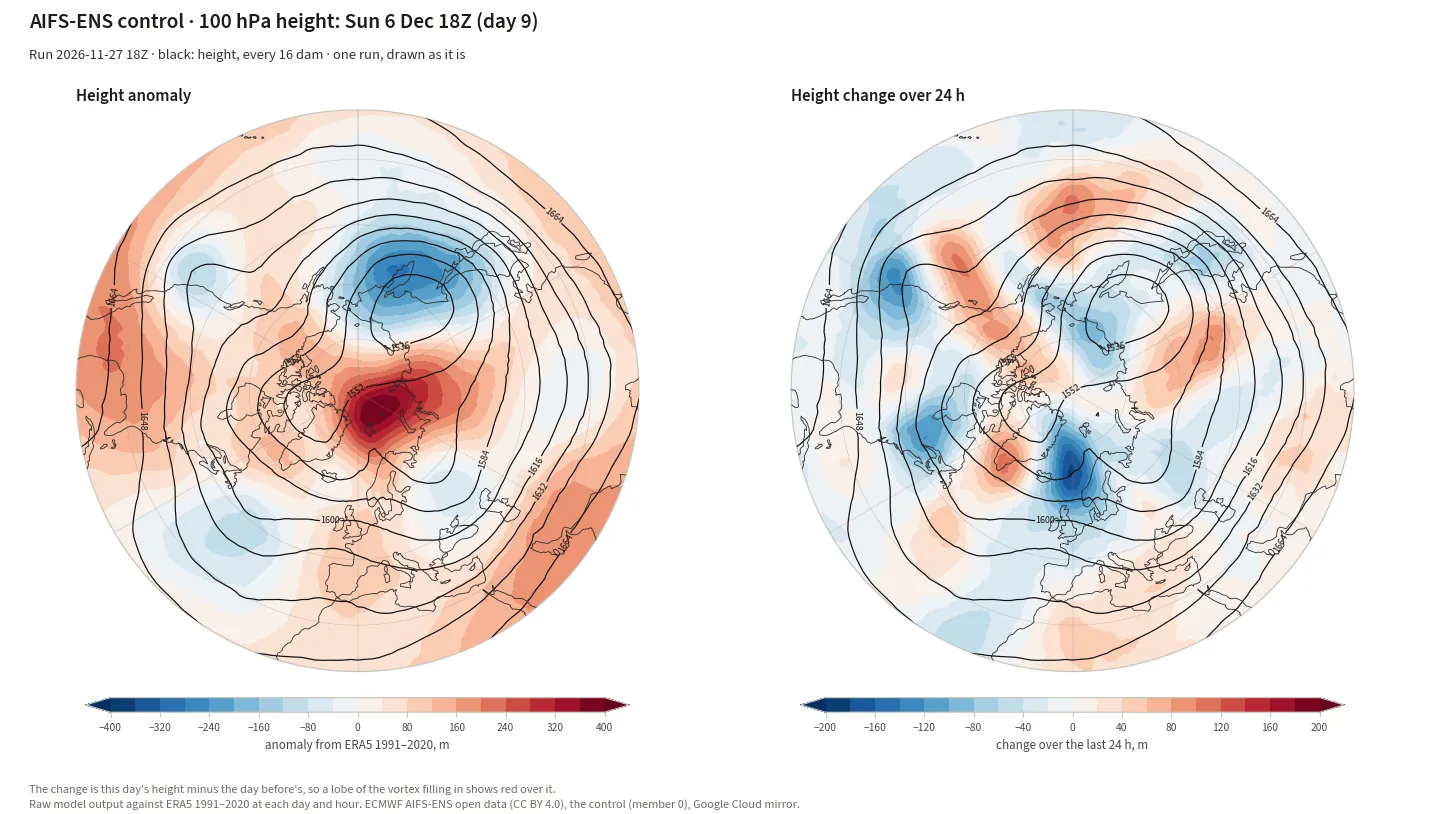 AIFS-ENS control · 100 hPa height: Sun 6 Dec 18Z (day 9)
Run 2026-11-27 18Z · black: height, every 16 dam · one run, drawn as it is
Height anomaly
Height change over 24 h
1664
1664
1536
1552
1648
1584
1616
1632
1600
1664
1664
1664
1536
1552
1648
1584
1616
1632
1600
1664
−400 −320 −240 −160 −80 0 80 160 240 320 400
anomaly from ERA5 1991–2020, m
−200 −160 −120 −80 −40 0 40 80 120 160 200
change over the last 24 h, m
The change is this day's height minus the day before's, so a lobe of the vortex filling in shows red over it.
Raw model output against ERA5 1991–2020 at each day and hour. ECMWF AIFS-ENS open data (CC BY 4.0), the control (member 0), Google Cloud mirror.